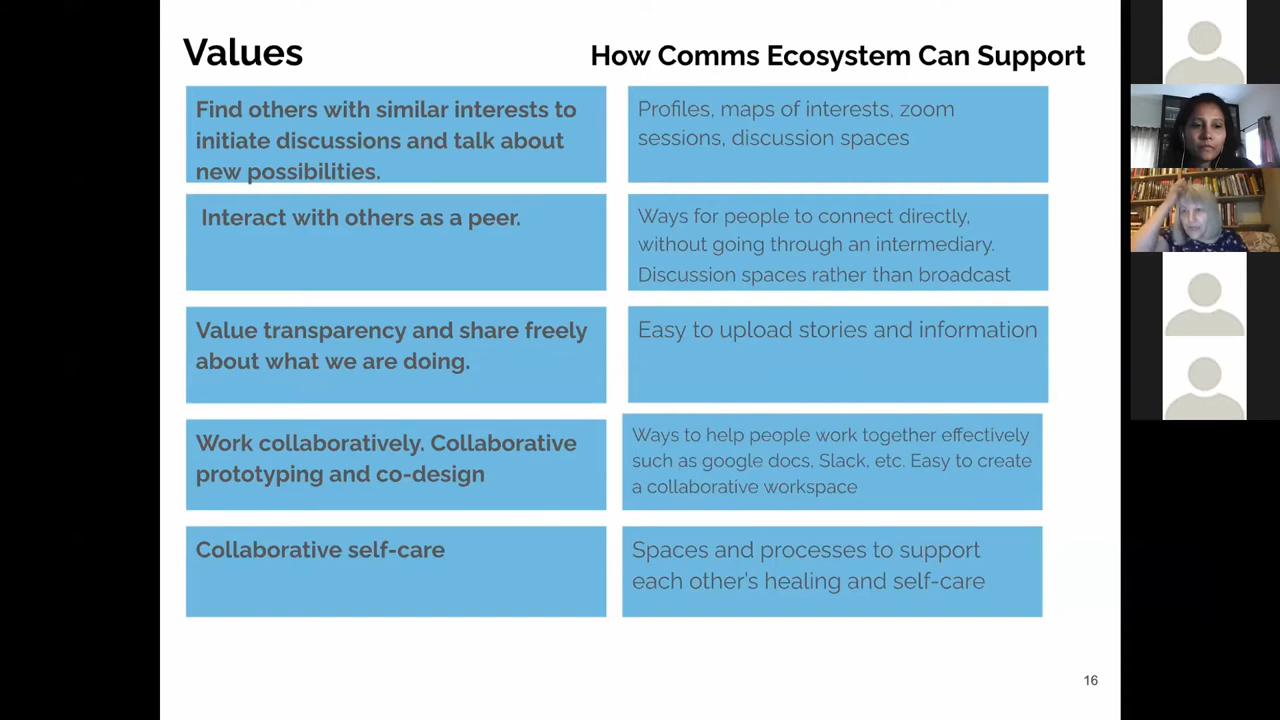 Values
How Comms Ecosystem Can Support
Find others with similar interests to
initiate discussions and talk about
new possibilities.
Profiles, maps of interests, zoom
sessions, discussion spaces
Interact with others as a peer.
Ways for people to connect directly,
without going through an intermediary.
Discussion spaces rather than broadcast
Value transparency and share freely
about what we are doing.
Easy to upload stories and information
Work collaboratively. Collaborative
prototyping and co-design
Ways to help people work together effectively
such as google docs, Slack, etc. Easy to create
a collaborative workspace
Collaborative self-care
Spaces and processes to support
each other's healing and self-care
16